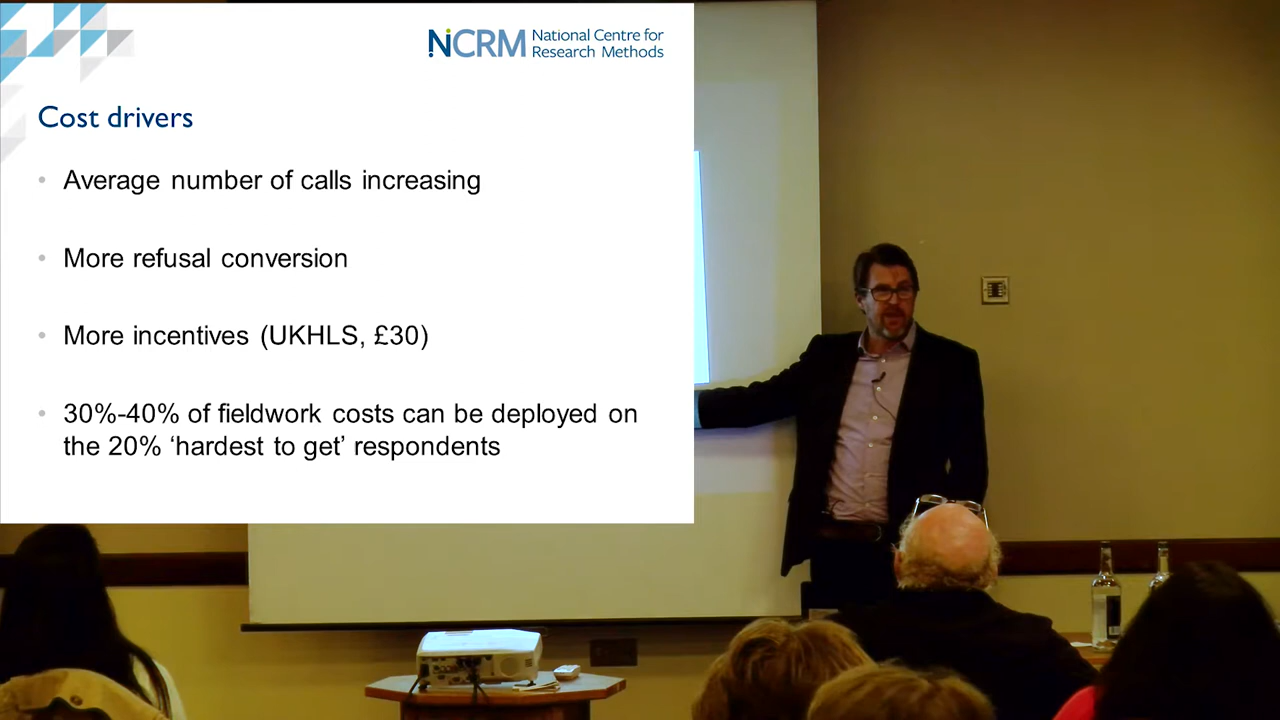 NCRM National Centre for
Research Methods
Cost drivers
• Average number of calls increasing
• More refusal conversion
• More incentives (UKHLS, £30)
• 30%-40% of fieldwork costs can be deployed on
the 20% ‘hardest to get’ respondents